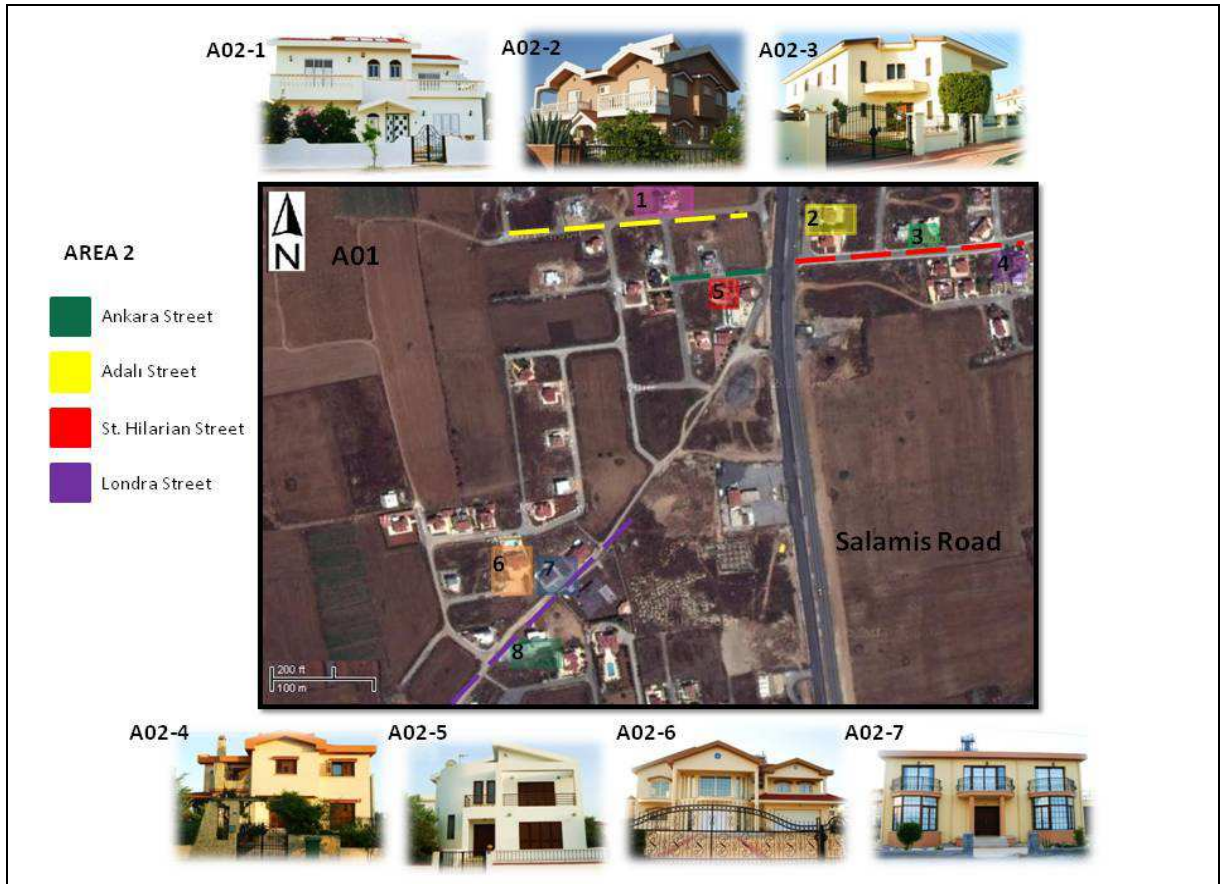 A02-1
A02-2
A02-3
AREA 2
Ankara Street
Adalı Street
St. Hilarian Street
Londra Street
N
A01
1
2
3
4
5
6
7
8
Salamis Road
200 ft
100 m
A02-4
A02-5
A02-6
A02-7